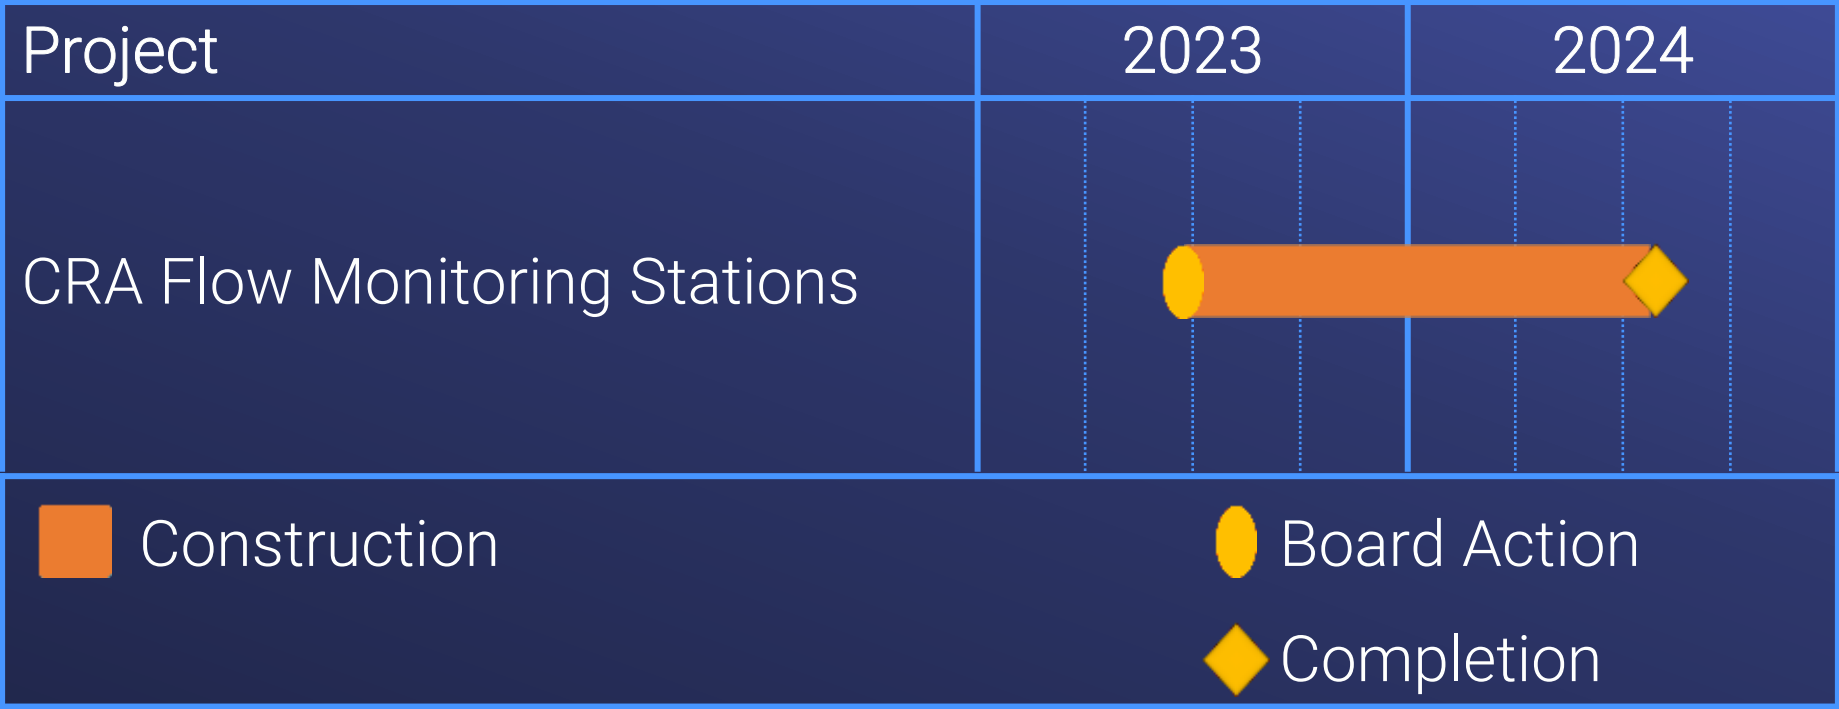 Project 2023 2024
CRA Flow Monitoring Stations
Construction Board Action
Completion